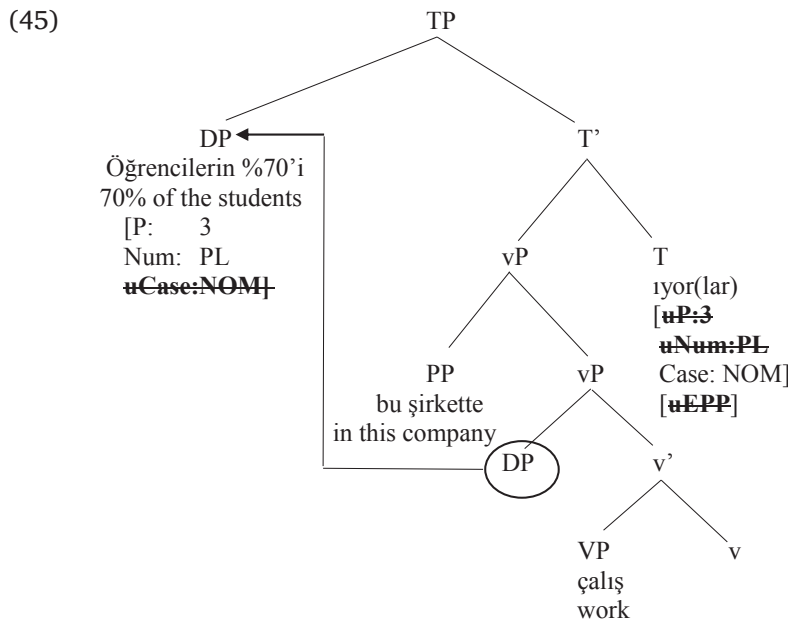 (45)
TP
DP T’
Öğrencilerin %70’i
70% of the students
[P: 3
Num: PL
uCase:NOM]
vP T
ıyor(lar)
[uP:3
uNum:PL
Case: NOM]
[uEPP]
PP vP
bu şirkette
in this company
DP v’
VP v
çalış
work